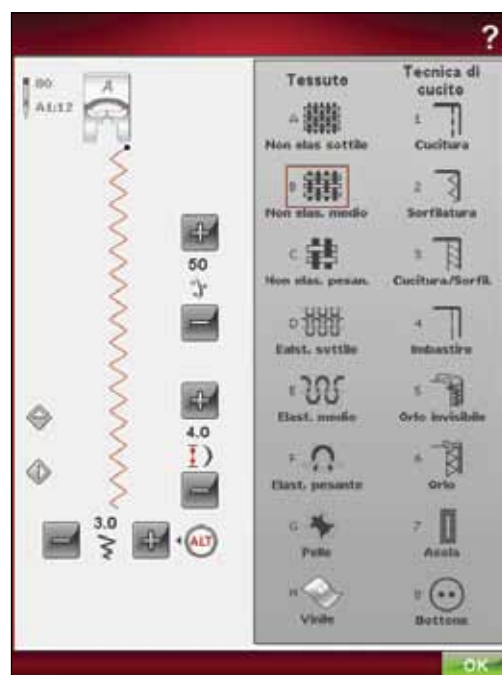 ?
80
A1:12
A
50
4.0
3.0
ALT
Tessuto
Tecnica di cucito
A
Non elas sottile
1
Cucitura
B
Non elas. medio
2
Sorfilatura
C
Non elas. pesan.
3
Cucitura/Sorfil.
D
Ealst. sottile
4
Imbastire
E
Elast. medio
5
Orlo invisibile
F
Elast. pesante
6
Orlo
G
Pelle
7
Asola
H
Vinile
8
Bottone
OK